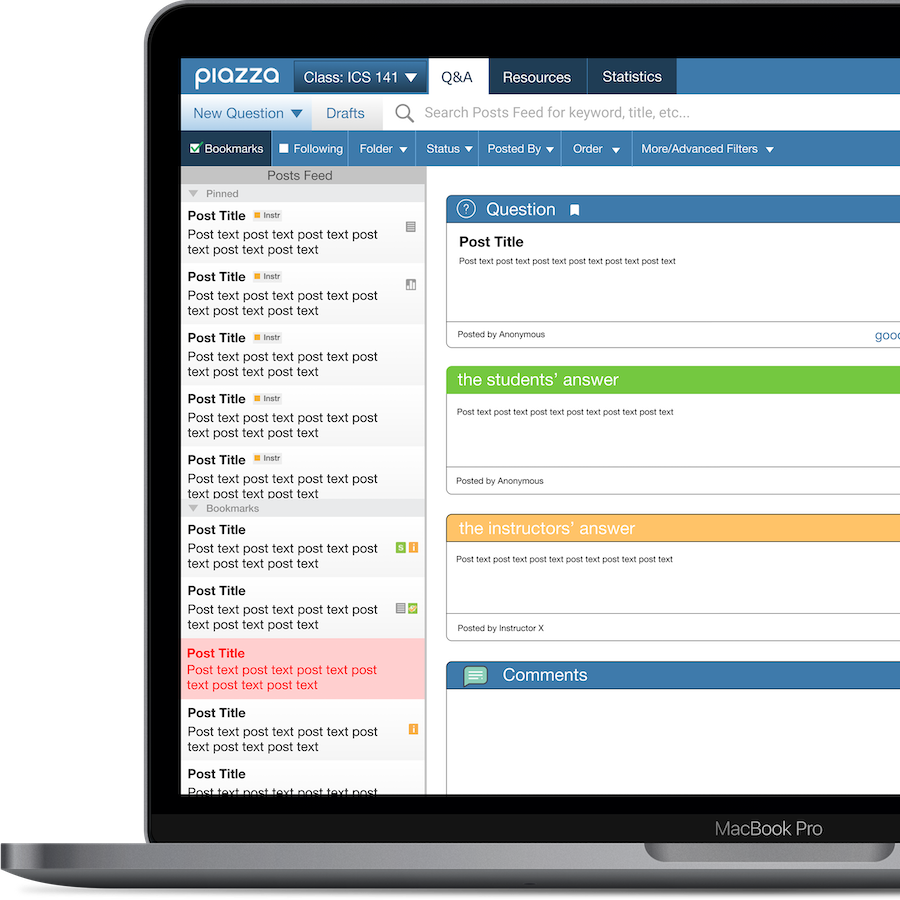 piazza Class: ICS 141 Q&A Resources Statistics
New Question Drafts Search Posts Feed for keyword, title, etc...
Bookmarks Following Folder Status Posted By Order More/Advanced Filters
Posts Feed
Pinned
Post Title Instr
Post text post text post text post
text post text post text
Post Title Instr
Post text post text post text post
text post text post text
Post Title Instr
Post text post text post text post
text post text post text
Post Title Instr
Post text post text post text post
text post text post text
Post Title Instr
Post text post text post text post
text post text post text
Bookmarks
Post Title
Post text post text post text post
text post text post text
s i
Post Title
Post text post text post text post
text post text post text
Post Title
Post text post text post text post
text post text post text
Post Title
Post text post text post text post
text post text post text
i
Post Title
Post text post text post text post
? Question
Post Title
Post text post text post text post text post text post text
Posted by Anonymous
good
the students’ answer
Post text post text post text post text post text post text
Posted by Anonymous
the instructors’ answer
Post text post text post text post text post text post text
Posted by Instructor X
Comments
MacBook Pro